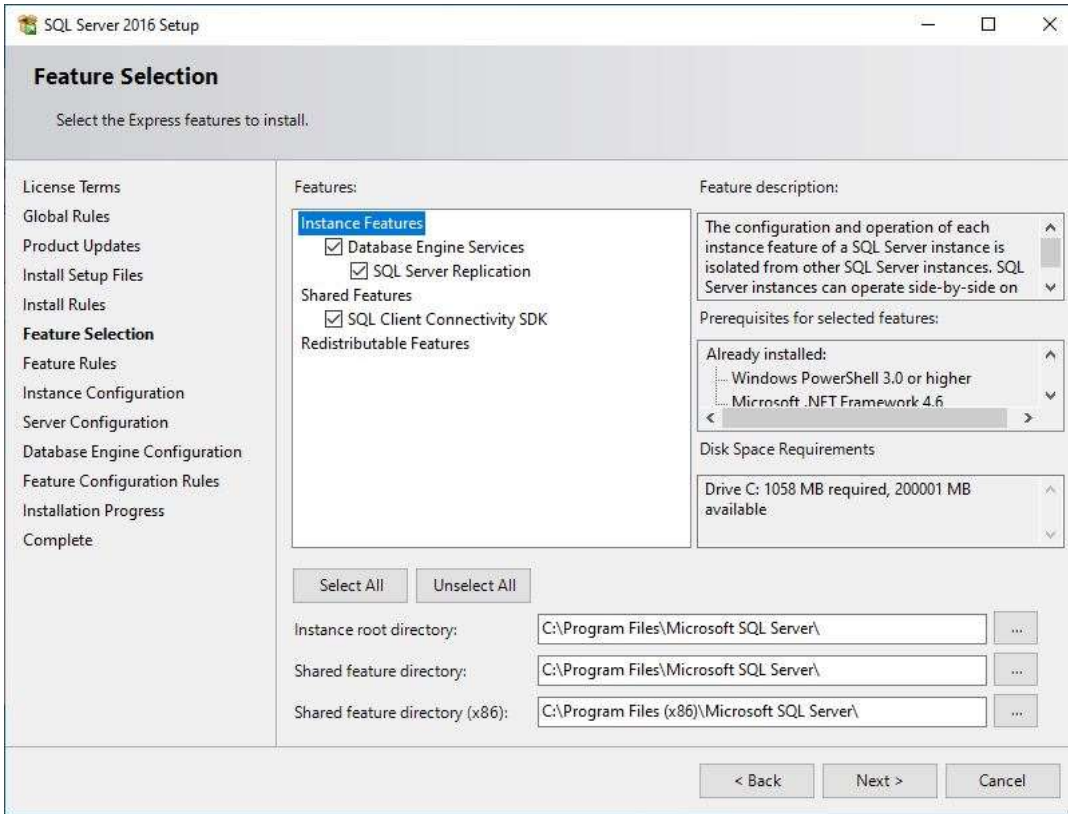 SQL Server 2016 Setup
Feature Selection
Select the Express features to install.
License Terms
Global Rules
Product Updates
Install Setup Files
Install Rules
Feature Selection
Feature Rules
Instance Configuration
Server Configuration
Database Engine Configuration
Feature Configuration Rules
Installation Progress
Complete
Features:
Instance Features
Database Engine Services
SQL Server Replication
Shared Features
SQL Client Connectivity SDK
Redistributable Features
Feature description:
The configuration and operation of each
instance feature of a SQL Server instance is
isolated from other SQL Server instances. SQL
Server instances can operate side-by-side on
Prerequisites for selected features:
Already installed:
Windows PowerShell 3.0 or higher
Microsoft .NET Framework 4.6
Disk Space Requirements
Drive C: 1058 MB required, 200001 MB
available
Select All
Unselect All
Instance root directory:
C:\Program Files\Microsoft SQL Server\
...
Shared feature directory:
C:\Program Files\Microsoft SQL Server\
...
Shared feature directory (x86):
C:\Program Files (x86)\Microsoft SQL Server\
...
< Back
Next >
Cancel